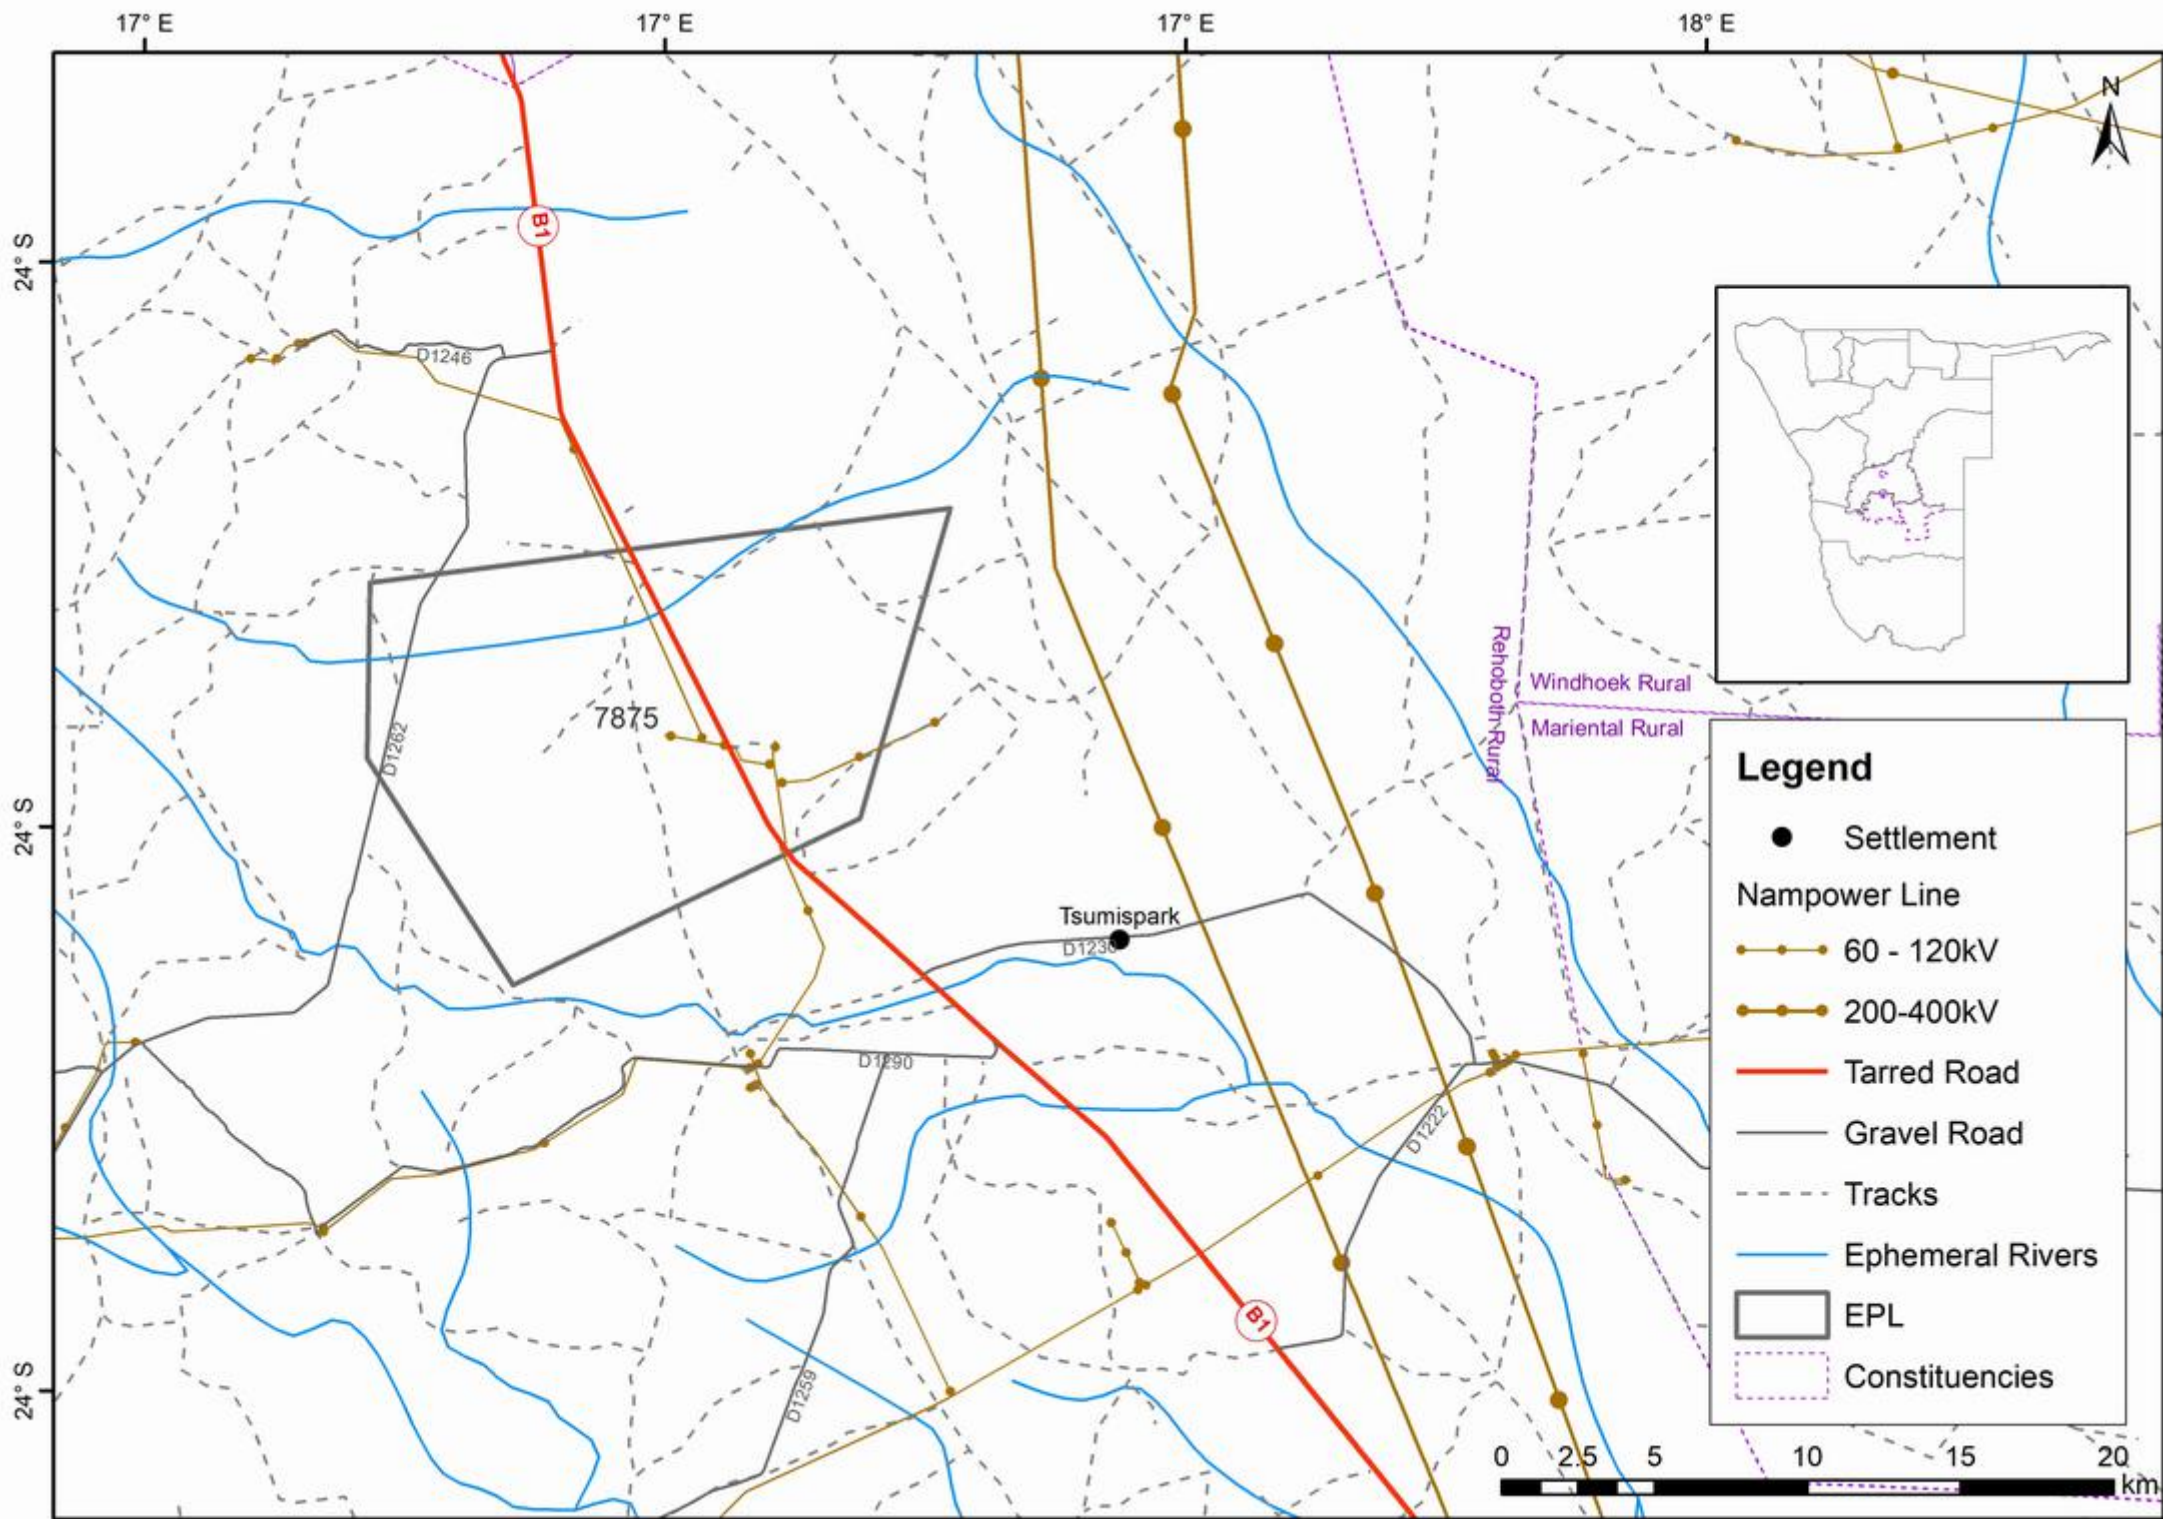 17° E 17° E 17° E 18° E
N
24° S
B1
D1246
Rehoboth Rural
Windhoek Rural
Mariental Rural
7875
D1262
24° S
Legend
Settlement
Nampower Line
60 - 120kV
200-400kV
Tarred Road
Gravel Road
Tracks
Ephemeral Rivers
EPL
Constituencies
Tsumispark
D1290
D1222
B1
D1259
24° S
0 2.5 5 10 15 20
km